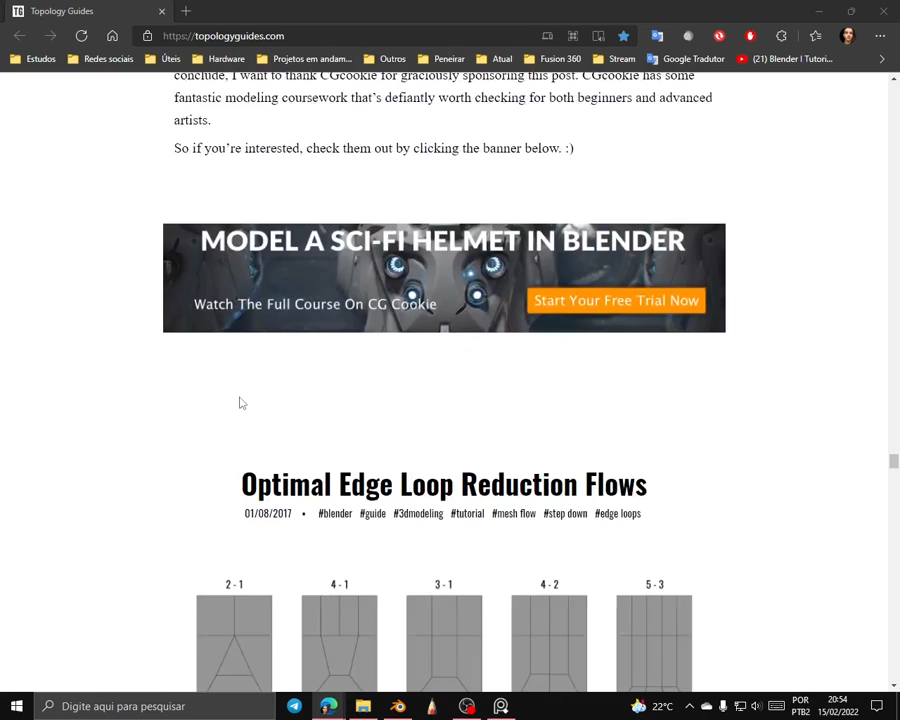 Topology Guides
https://topologyguides.com
Estudos Redes sociais Úteis Hardware Projetos em andam... Outros Peneirar Atual Fusion 360 Stream Google Tradutor (21) Blender l Tutori...
conclude, I want to thank CGcookie for graciously sponsoring this post. CGcookie has some
fantastic modeling coursework that's defiantly worth checking for both beginners and advanced
artists.
So if you're interested, check them out by clicking the banner below. :)
MODEL A SCI-FI HELMET IN BLENDER
Watch The Full Course On CG Cookie
Start Your Free Trial Now
Optimal Edge Loop Reduction Flows
01/08/2017 • #blender #guide #3dmodeling #tutorial #mesh flow #step down #edge loops
2 - 1 4 - 1 3 - 1 4 - 2 5 - 3
Digite aqui para pesquisar
22°C
POR
PTB2
20:54
15/02/2022